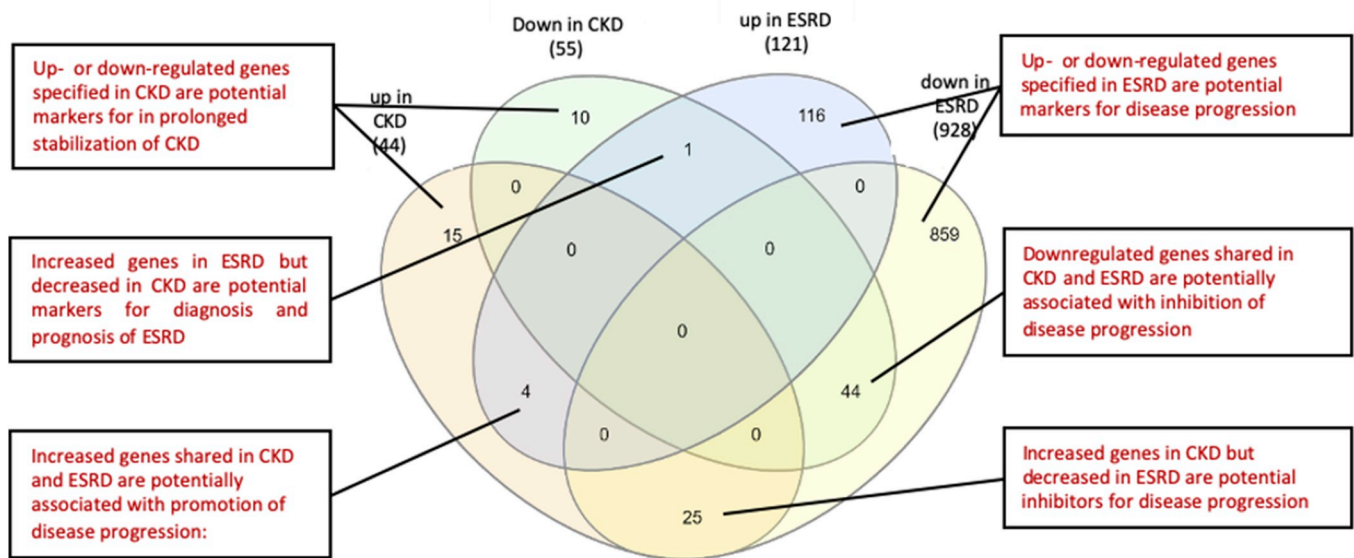 Down in CKD
(55)
up in ESRD
(121)
up in
CKD
(44)
down in
ESRD
(928)
Up- or down-regulated genes
specified in CKD are potential
markers for in prolonged
stabilization of CKD
Up- or down-regulated genes
specified in ESRD are potential
markers for disease progression
10
116
1
0
0
15
859
0
0
Increased genes in ESRD but
decreased in CKD are potential
markers for diagnosis and
prognosis of ESRD
Downregulated genes shared in
CKD and ESRD are potentially
associated with inhibition of
disease progression
0
4
44
0
0
25
Increased genes shared in CKD
and ESRD are potentially
associated with promotion of
disease progression:
Increased genes in CKD but
decreased in ESRD are potential
inhibitors for disease progression